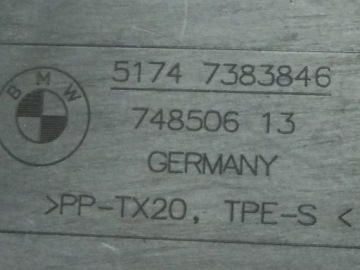 BMW
5174 7383846
748506 13
GERMANY
>PP-TX20, TPE-S <